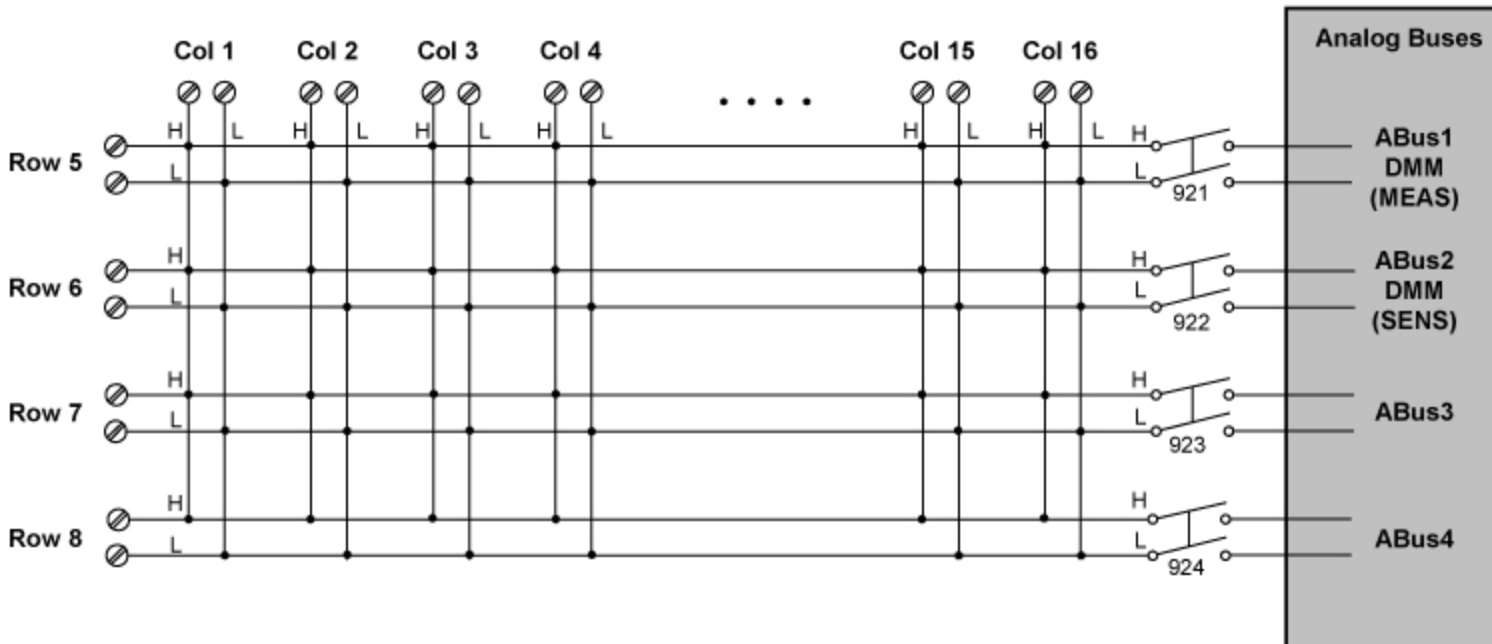 Analog Buses
Col 1 Col 2 Col 3 Col 4 Col 15 Col 16
H L H L H L H L H L H L
Row 5
L
H
L
921
ABus1
DMM
(MEAS)
Row 6
H
L
H
L
922
ABus2
DMM
(SENS)
Row 7
H
L
H
L
923
ABus3
Row 8
H
L
H
L
924
ABus4